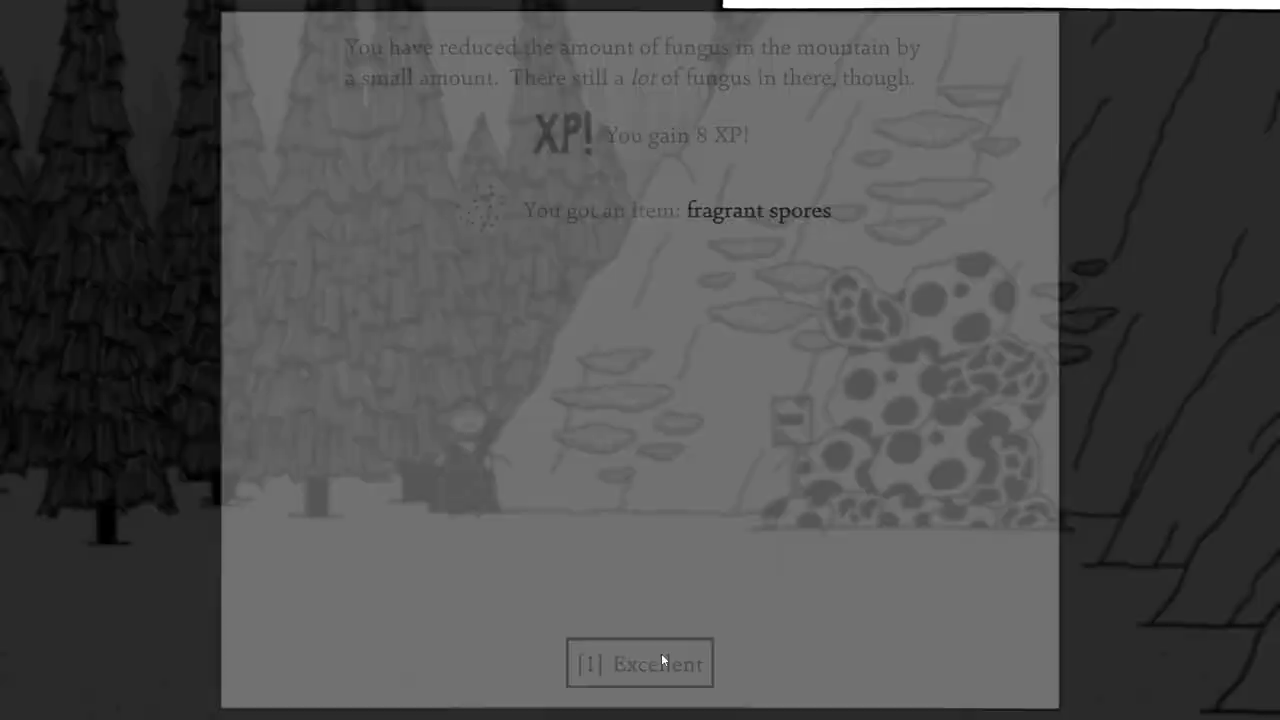 You have reduced the amount of fungus in the mountain by
a small amount. There still a lot of fungus in there, though.
XP! You gain 8 XP!
You got an item: fragrant spores
[1] Excellent